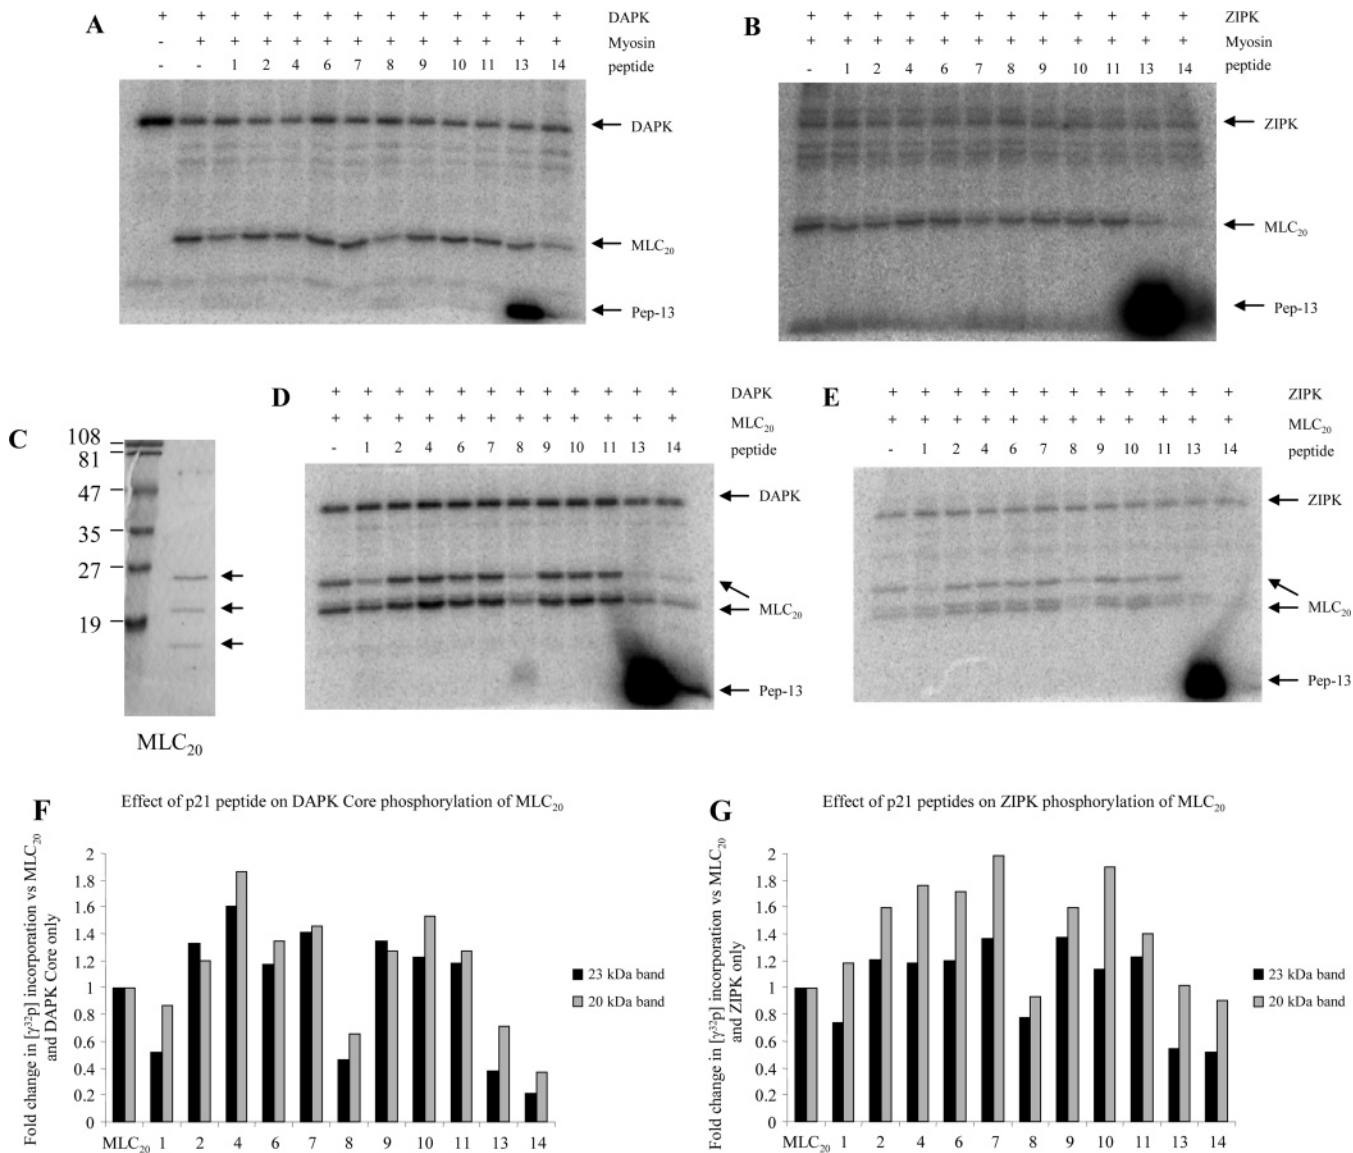 A
+ + + + + + + + + + + + + DAPK
- + + + + + + + + + + + + Myosin
- - 1 2 4 6 7 8 9 10 11 13 14 peptide
DAPK
MLC20
Pep-13
B
+ + + + + + + + + + + + ZIPK
+ + + + + + + + + + + + Myosin
- 1 2 4 6 7 8 9 10 11 13 14 peptide
ZIPK
MLC20
Pep-13
C
108
81
47
35
27
19
MLC20
D
+ + + + + + + + + + + + DAPK
+ + + + + + + + + + + + MLC20
- 1 2 4 6 7 8 9 10 11 13 14 peptide
DAPK
MLC20
Pep-13
E
+ + + + + + + + + + + + ZIPK
+ + + + + + + + + + + + MLC20
- 1 2 4 6 7 8 9 10 11 13 14 peptide
ZIPK
MLC20
Pep-13
F
Effect of p21 peptide on DAPK Core phosphorylation of MLC20
Fold change in [γ32p] incorporation vs MLC20
and DAPK Core only
2
1.8
1.6
1.4
1.2
1
0.8
0.6
0.4
0.2
0
MLC20 1 2 4 6 7 8 9 10 11 13 14
23 kDa band
20 kDa band
G
Effect of p21 peptides on ZIPK phosphorylation of MLC20
Fold change in [γ32p] incorporation vs MLC20
and ZIPK only
2
1.8
1.6
1.4
1.2
1
0.8
0.6
0.4
0.2
0
MLC20 1 2 4 6 7 8 9 10 11 13 14
23 kDa band
20 kDa band